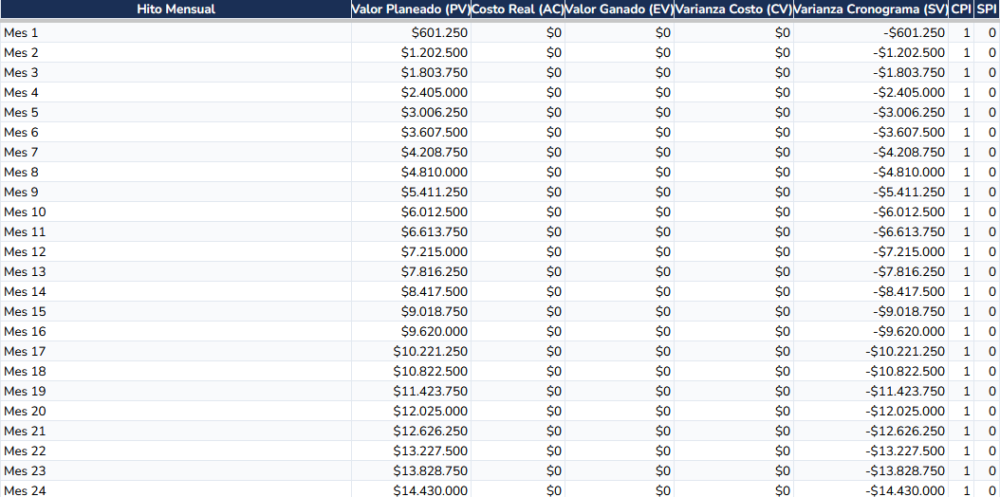 Hito Mensual Valor Planeado (PV) Costo Real (AC) Valor Ganado (EV) Varianza Costo (CV) Varianza Cronograma (SV) CPI SPI
Mes 1 $601.250 $0 $0 $0 -$601.250 1 0
Mes 2 $1.202.500 $0 $0 $0 -$1.202.500 1 0
Mes 3 $1.803.750 $0 $0 $0 -$1.803.750 1 0
Mes 4 $2.405.000 $0 $0 $0 -$2.405.000 1 0
Mes 5 $3.006.250 $0 $0 $0 -$3.006.250 1 0
Mes 6 $3.607.500 $0 $0 $0 -$3.607.500 1 0
Mes 7 $4.208.750 $0 $0 $0 -$4.208.750 1 0
Mes 8 $4.810.000 $0 $0 $0 -$4.810.000 1 0
Mes 9 $5.411.250 $0 $0 $0 -$5.411.250 1 0
Mes 10 $6.012.500 $0 $0 $0 -$6.012.500 1 0
Mes 11 $6.613.750 $0 $0 $0 -$6.613.750 1 0
Mes 12 $7.215.000 $0 $0 $0 -$7.215.000 1 0
Mes 13 $7.816.250 $0 $0 $0 -$7.816.250 1 0
Mes 14 $8.417.500 $0 $0 $0 -$8.417.500 1 0
Mes 15 $9.018.750 $0 $0 $0 -$9.018.750 1 0
Mes 16 $9.620.000 $0 $0 $0 -$9.620.000 1 0
Mes 17 $10.221.250 $0 $0 $0 -$10.221.250 1 0
Mes 18 $10.822.500 $0 $0 $0 -$10.822.500 1 0
Mes 19 $11.423.750 $0 $0 $0 -$11.423.750 1 0
Mes 20 $12.025.000 $0 $0 $0 -$12.025.000 1 0
Mes 21 $12.626.250 $0 $0 $0 -$12.626.250 1 0
Mes 22 $13.227.500 $0 $0 $0 -$13.227.500 1 0
Mes 23 $13.828.750 $0 $0 $0 -$13.828.750 1 0
Mes 24 $14.430.000 $0 $0 $0 -$14.430.000 1 0